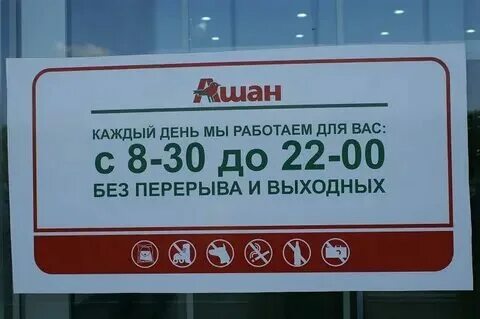 Ашан
КАЖДЫЙ ДЕНЬ МЫ РАБОТАЕМ ДЛЯ ВАС:
с 8-30 до 22-00
БЕЗ ПЕРЕРЫВА И ВЫХОДНЫХ